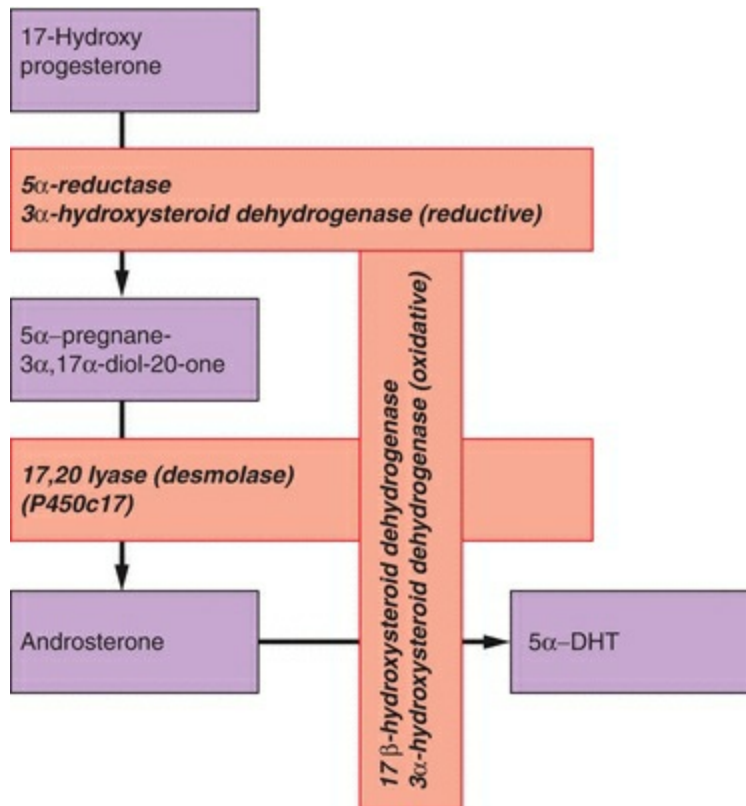 17-Hydroxy
progesterone
5α-reductase
3α-hydroxysteroid dehydrogenase (reductive)
5α–pregnane-
3α,17α-diol-20-one
17,20 lyase (desmolase)
(P450c17)
17 β-hydroxysteroid dehydrogenase
3α-hydroxysteroid dehydrogenase (oxidative)
Androsterone
5α–DHT